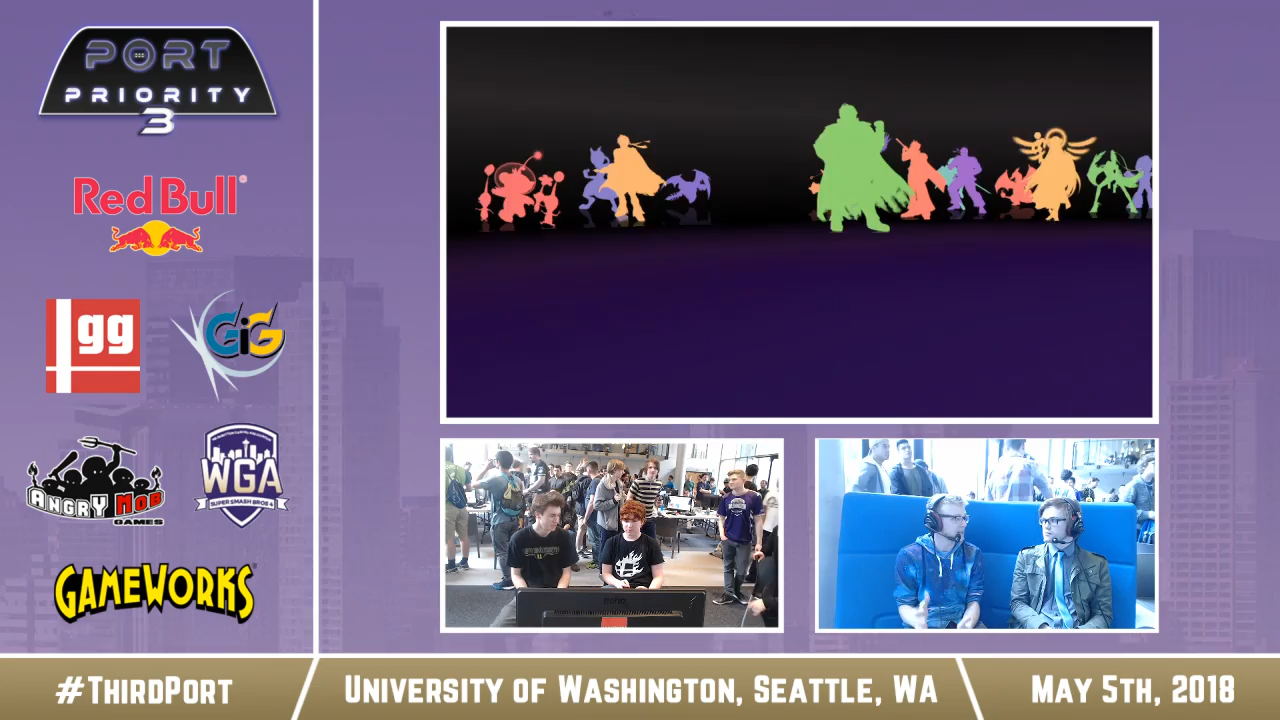 PORT
PRIORITY
3
Red Bull
gg
GiG
ANGRY MOB
GAMES
WGA
SUPER SMASH BROS 4
GAMEWORKS
#ThirdPort
University of Washington, Seattle, WA
May 5th, 2018